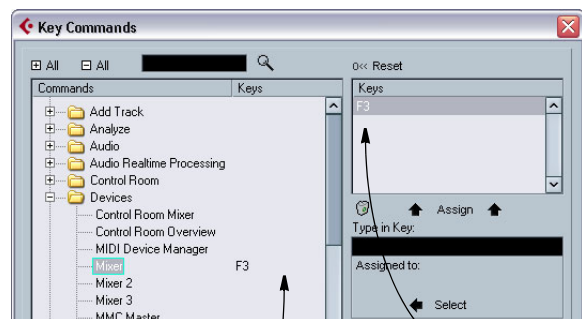 Key Commands
All All
Commands Keys
Add Track
Analyze
Audio
Audio Realtime Processing
Control Room
Devices
Control Room Mixer
Control Room Overview
MIDI Device Manager
Mixer F3
Mixer 2
Mixer 3
MMC Master
Reset
Keys
F3
Assign
Type in Key:
Assigned to:
Select